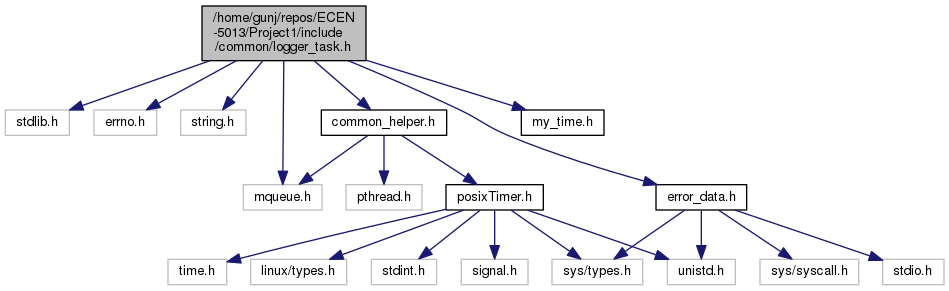 /home/gunj/repos/ECEN
-5013/Project1/include
/common/logger_task.h
stdlib.h
errno.h
string.h
common_helper.h
my_time.h
mqueue.h
pthread.h
posixTimer.h
error_data.h
time.h
linux/types.h
stdint.h
signal.h
sys/types.h
unistd.h
sys/syscall.h
stdio.h